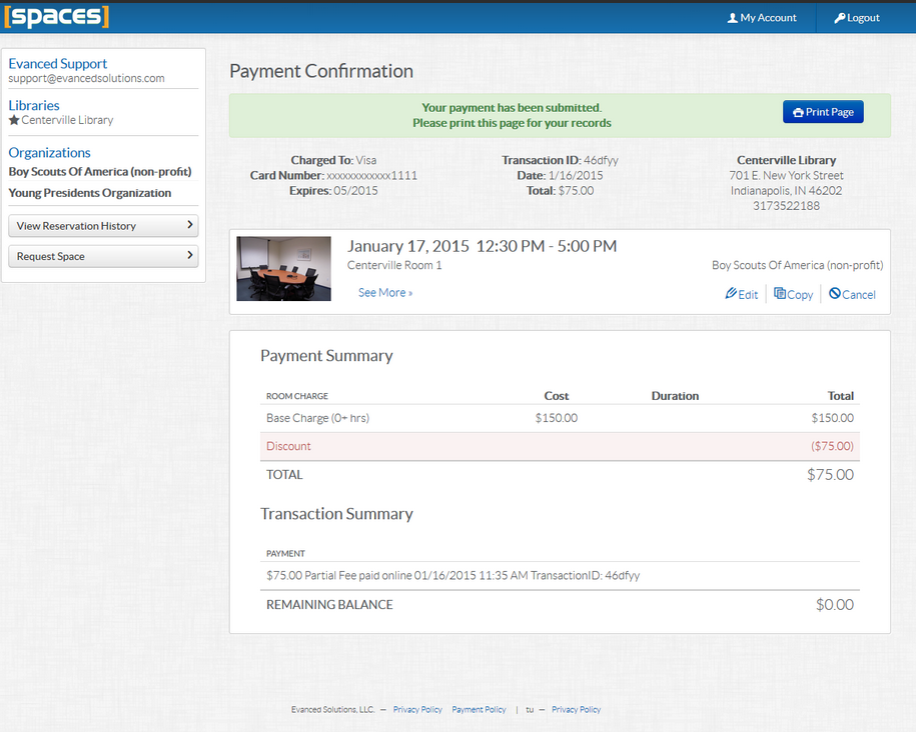 [spaces]
My Account
Logout
Evanced Support
support@evancedsolutions.com
Libraries
Centerville Library
Organizations
Boy Scouts Of America (non-profit)
Young Presidents Organization
View Reservation History
Request Space
Payment Confirmation
Your payment has been submitted.
Please print this page for your records
Print Page
Charged To: Visa
Card Number: xxxxxxxxxxxx1111
Expires: 05/2015
Transaction ID: 46dfyy
Date: 1/16/2015
Total: $75.00
Centerville Library
701 E. New York Street
Indianapolis, IN 46202
3173522188
January 17, 2015 12:30 PM - 5:00 PM
Centerville Room 1
Boy Scouts Of America (non-profit)
See More »
Edit
Copy
Cancel
Payment Summary
ROOM CHARGE Cost Duration Total
Base Charge (0+ hrs) $150.00 $150.00
Discount ($75.00)
TOTAL $75.00
Transaction Summary
PAYMENT
$75.00 Partial Fee paid online 01/16/2015 11:35 AM TransactionID: 46dfyy
REMAINING BALANCE $0.00
Evanced Solutions, LLC. — Privacy Policy Payment Policy | tu — Privacy Policy